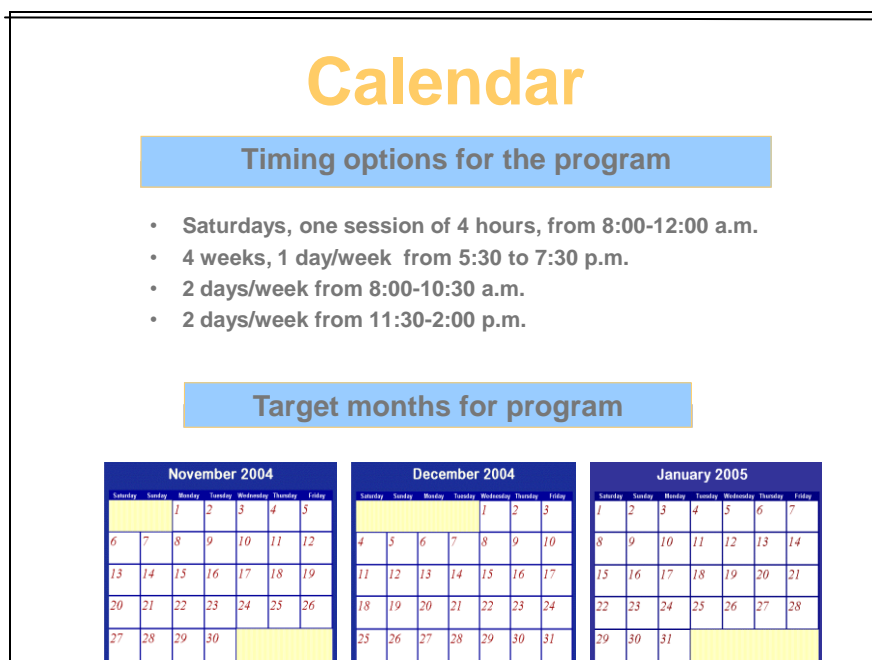 Calendar
Timing options for the program
• Saturdays, one session of 4 hours, from 8:00-12:00 a.m.
• 4 weeks, 1 day/week from 5:30 to 7:30 p.m.
• 2 days/week from 8:00-10:30 a.m.
• 2 days/week from 11:30-2:00 p.m.
Target months for program
November 2004
Saturday Sunday Monday Tuesday Wednesday Thursday Friday
1 2 3 4 5
6 7 8 9 10 11 12
13 14 15 16 17 18 19
20 21 22 23 24 25 26
27 28 29 30
December 2004
Saturday Sunday Monday Tuesday Wednesday Thursday Friday
1 2 3
4 5 6 7 8 9 10
11 12 13 14 15 16 17
18 19 20 21 22 23 24
25 26 27 28 29 30 31
January 2005
Saturday Sunday Monday Tuesday Wednesday Thursday Friday
1 2 3 4 5 6 7
8 9 10 11 12 13 14
15 16 17 18 19 20 21
22 23 24 25 26 27 28
29 30 31